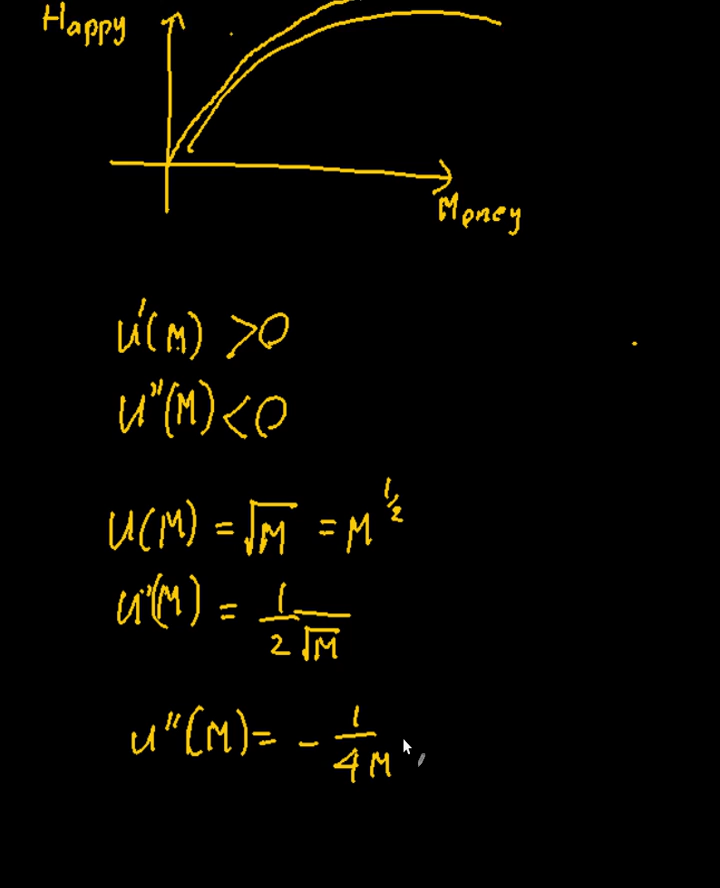 Happy
Money
u'(M) >0
u"(M)<0
u(M) = √M = M^½
u'(M) = 1/(2√M)
u"(M)= - 1/(4M)